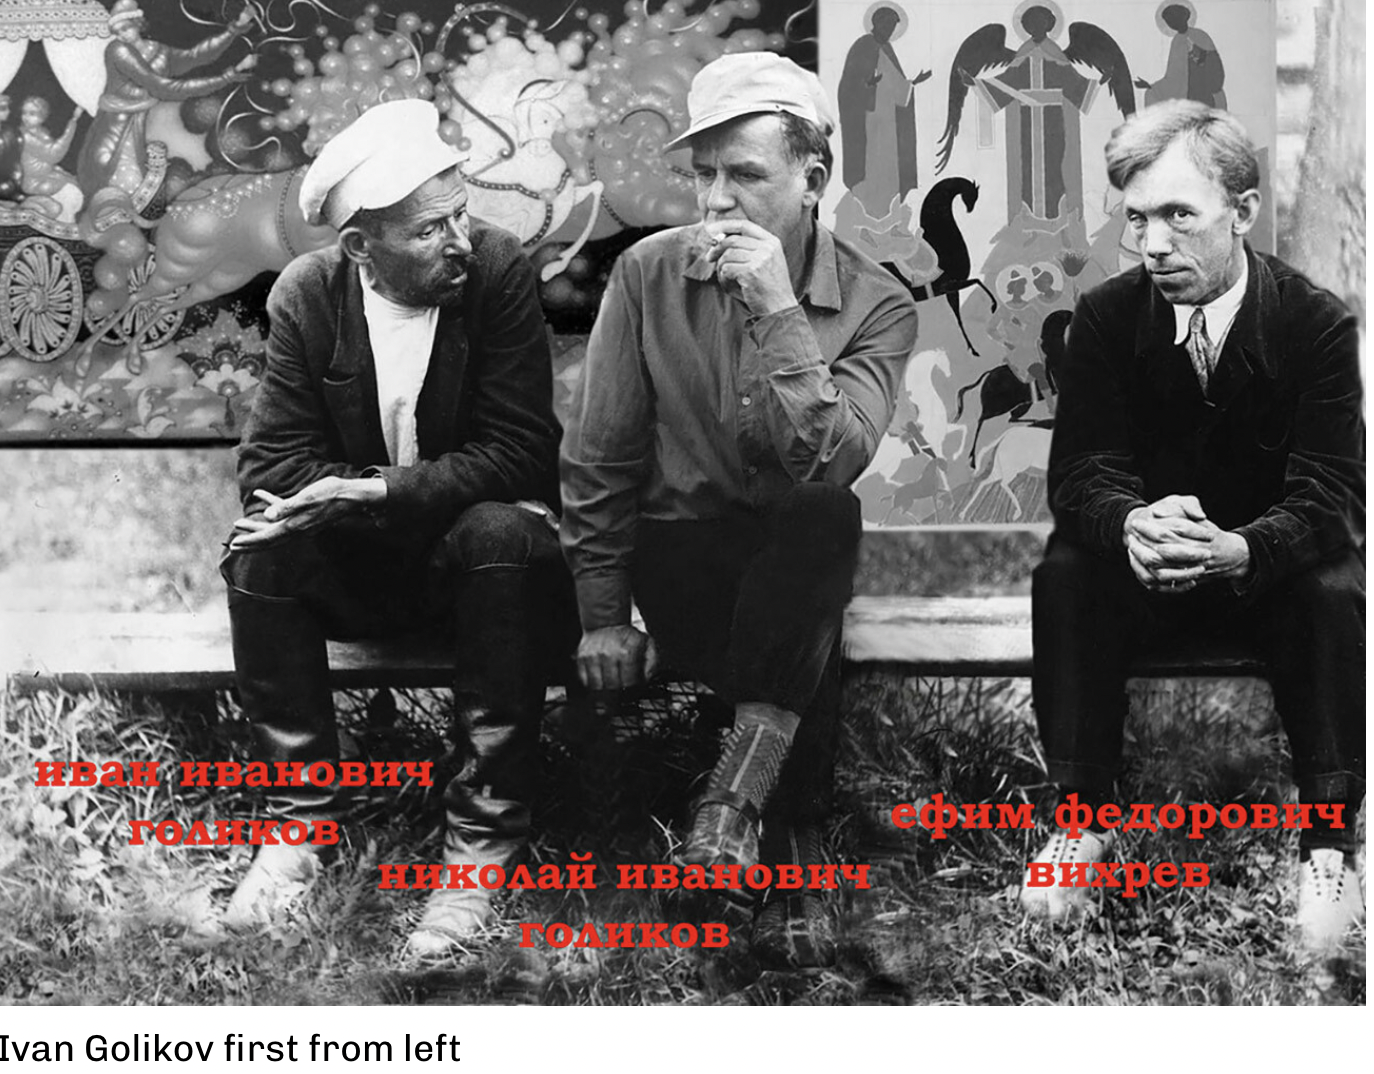 иван иванович
голиков
николай иванович
голиков
ефим федорович
вихрев
Ivan Golikov first from left